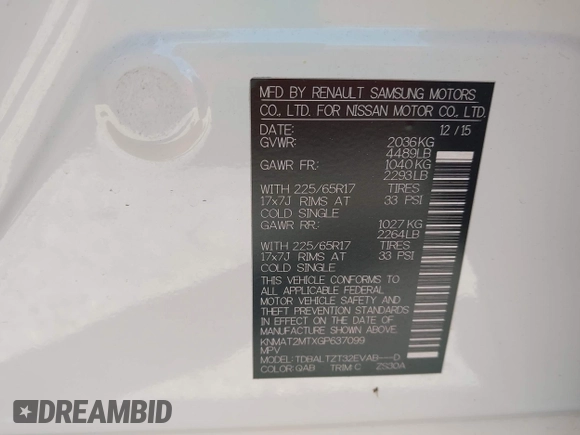 MFD BY RENAULT SAMSUNG MOTORS
CO., LTD. FOR NISSAN MOTOR CO., LTD.
DATE: 12/15
GVWR: 2036KG
4489LB
GAWR FR: 1040KG
2293LB
WITH 225/65R17 TIRES
17x7J RIMS AT 33 PSI
COLD SINGLE
GAWR RR: 1027KG
2264LB
WITH 225/65R17 TIRES
17x7J RIMS AT 33 PSI
COLD SINGLE
THIS VEHICLE CONFORMS TO
ALL APPLICABLE FEDERAL
MOTOR VEHICLE SAFETY AND
THEFT PREVENTION STANDARDS
IN EFFECT ON THE DATE OF
MANUFACTURE SHOWN ABOVE.
KNMAT2MTXGP637099
MPV
MODEL: TDBALTZT32EVAB---D
COLOR: QAB TRIM: C ZS30A
DREAMBID